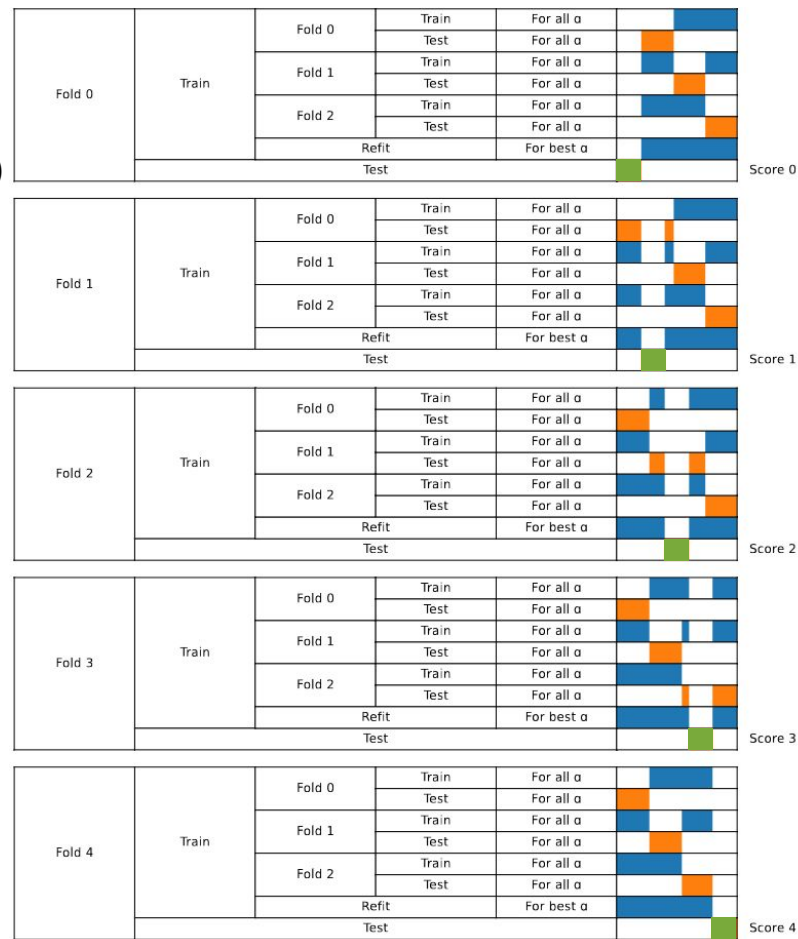 Train For all α
Fold 0
Test For all α
Train For all α
Fold 1
Test For all α
Fold 0 Train
Train For all α
Fold 2
Test For all α
Refit For best α
)
Test Score 0
Train For all α
Fold 0
Test For all α
Train For all α
Fold 1
Test For all α
Fold 1 Train
Train For all α
Fold 2
Test For all α
Refit For best α
Test Score 1
Train For all α
Fold 0
Test For all α
Train For all α
Fold 1
Test For all α
Fold 2 Train
Train For all α
Fold 2
Test For all α
Refit For best α
Test Score 2
Train For all α
Fold 0
Test For all α
Train For all α
Fold 1
Test For all α
Fold 3 Train
Train For all α
Fold 2
Test For all α
Refit For best α
Test Score 3
Train For all α
Fold 0
Test For all α
Train For all α
Fold 1
Test For all α
Fold 4 Train
Train For all α
Fold 2
Test For all α
Refit For best α
Test Score 4